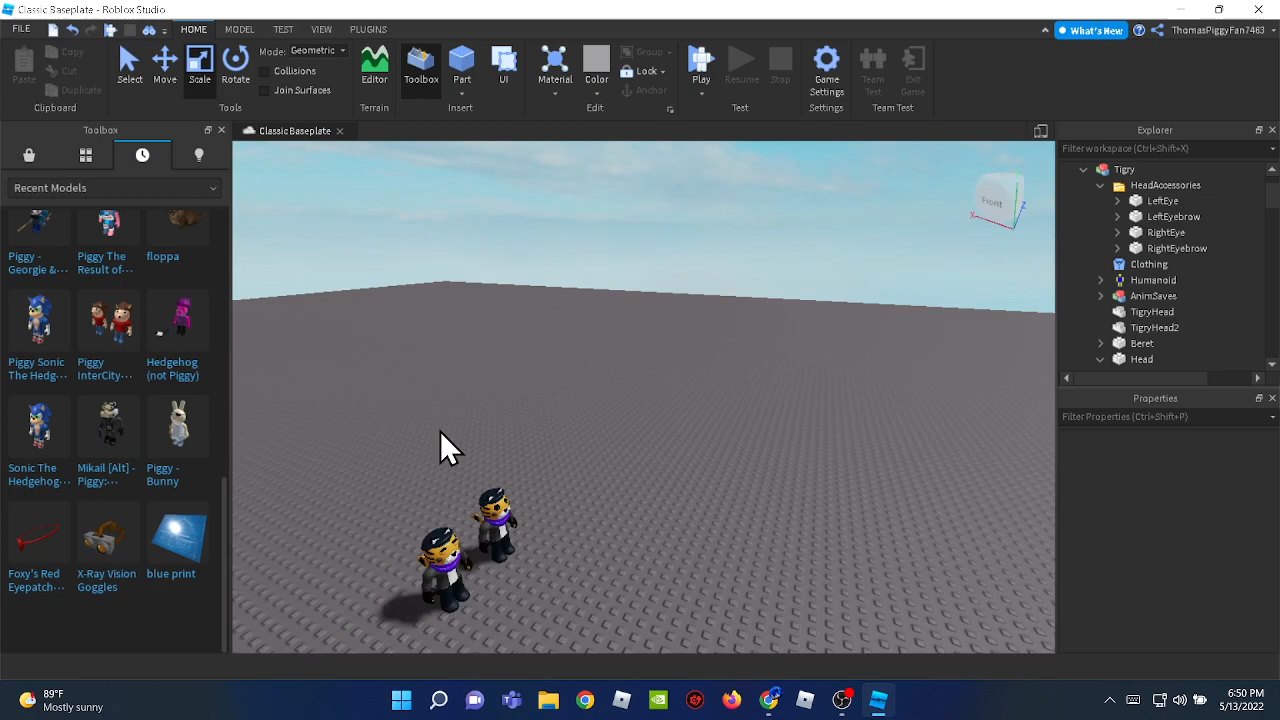 Classic Baseplate - Roblox Studio
FILE HOME MODEL TEST VIEW PLUGINS What's New ThomasPiggyFan7463
Paste Copy Cut Duplicate Clipboard
Select Move Scale Rotate Tools
Mode: Geometric
Collisions
Join Surfaces
Editor Terrain
Toolbox Part UI Insert
Material Color Group Lock Anchor Edit
Play Resume Stop Test
Game Settings Settings
Team Test Exit Game Team Test
Toolbox
Recent Models
Piggy - Georgie &...
Piggy The Result of...
floppa
Piggy Sonic The Hedg...
Piggy InterCity...
Hedgehog (not Piggy)
Sonic The Hedgehog...
Mikail [Alt] - Piggy:...
Piggy - Bunny
Foxy's Red Eyepatch...
X-Ray Vision Goggles
blue print
Classic Baseplate
Front
X
Z
Explorer
Filter workspace (Ctrl+Shift+X)
Tigry
HeadAccessories
LeftEye
LeftEyebrow
RightEye
RightEyebrow
Clothing
Humanoid
AnimSaves
TigryHead
TigryHead2
Beret
Head
Properties
Filter Properties (Ctrl+Shift+P)
89°F
Mostly sunny
6:50 PM
5/3/2022